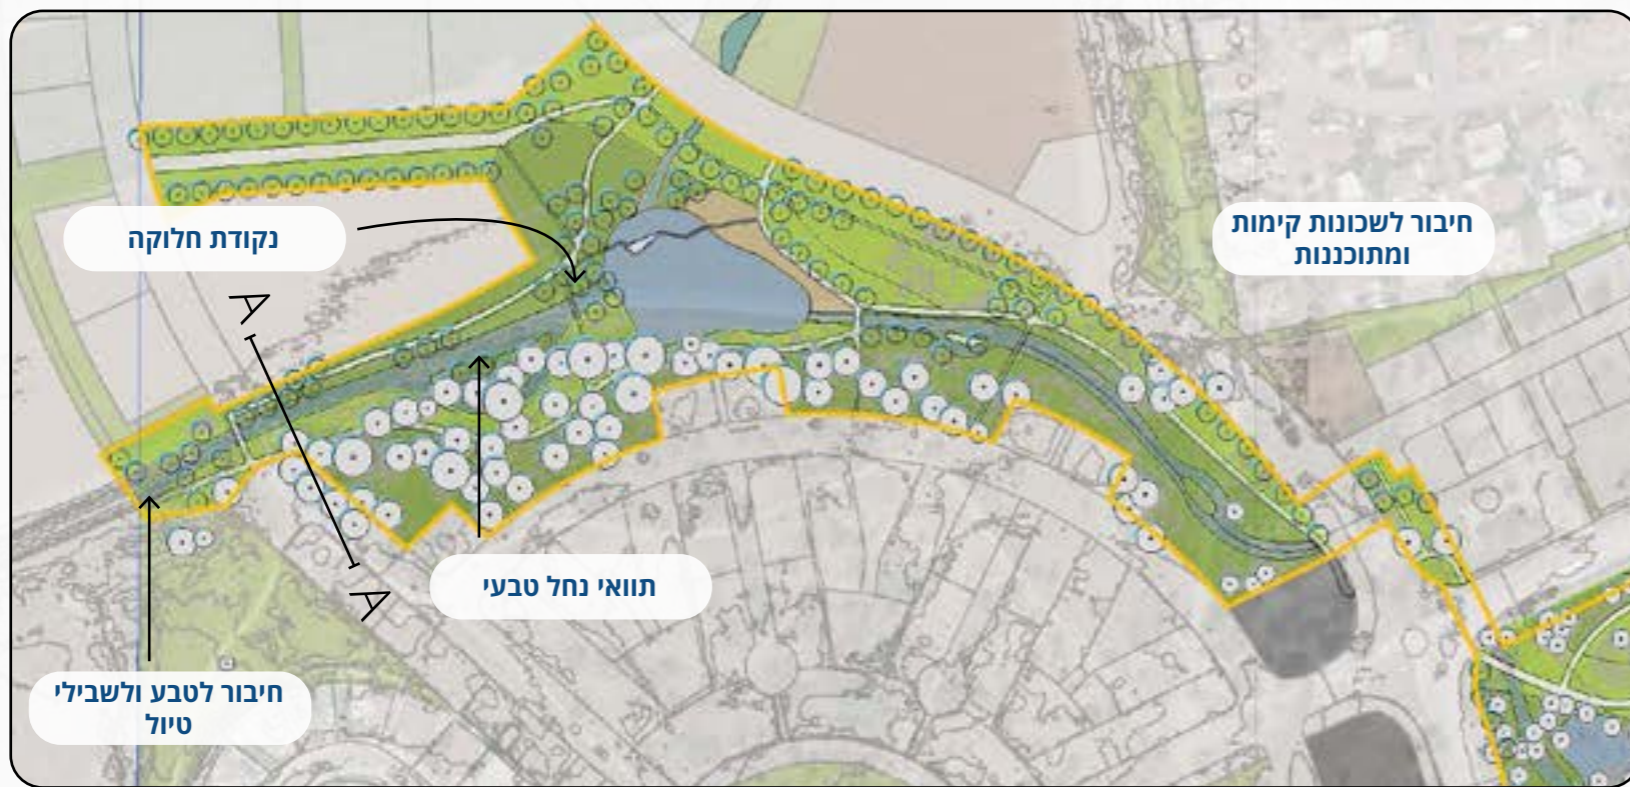 חיבור לשכונות קימות
ומתוכננות
נקודת חלוקה
A
A
תוואי נחל טבעי
חיבור לטבע ולשבילי
טיול